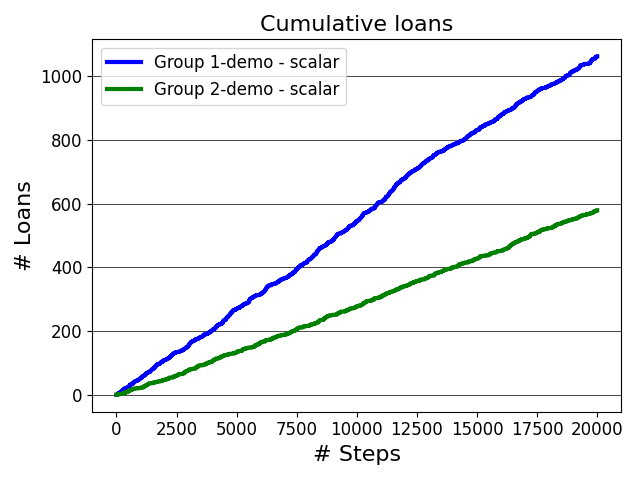 Cumulative loans
Group 1-demo - scalar
Group 2-demo - scalar
# Loans
1000
800
600
400
200
0
0 2500 5000 7500 10000 12500 15000 17500 20000
# Steps